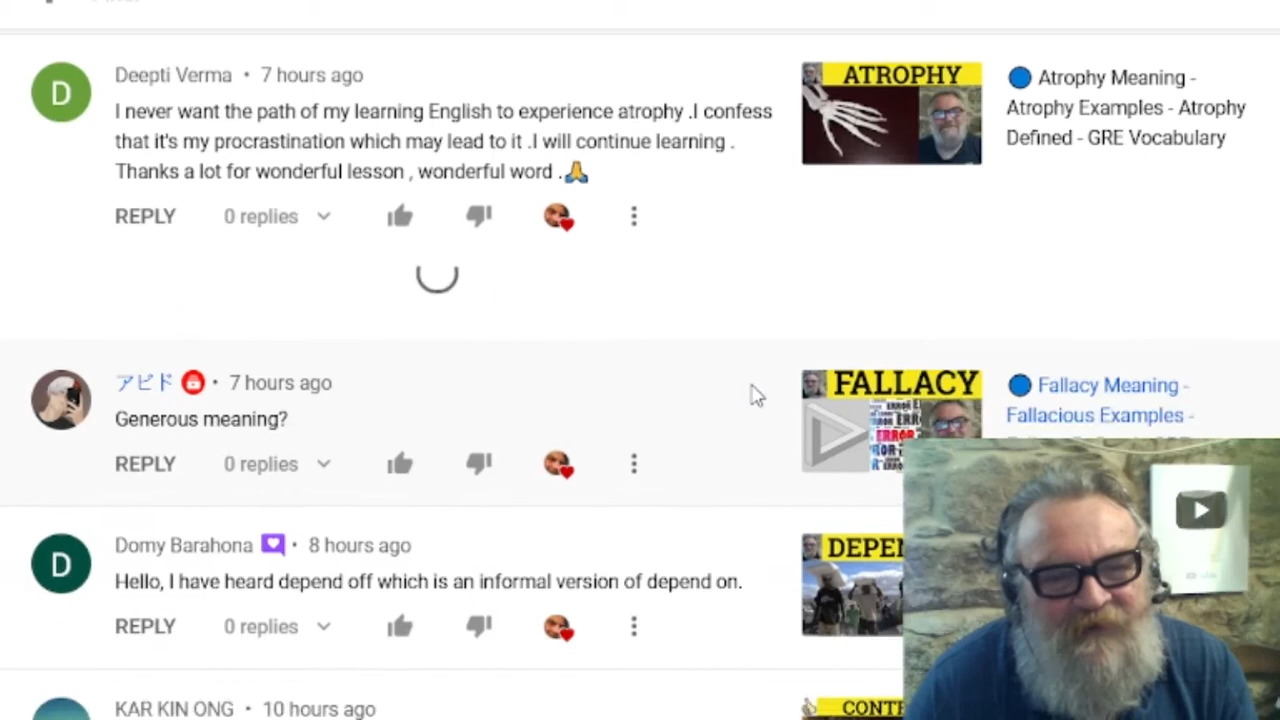 Deepti Verma • 7 hours ago
I never want the path of my learning English to experience atrophy .I confess
that it's my procrastination which may lead to it .I will continue learning .
Thanks a lot for wonderful lesson , wonderful word .🙏
REPLY 0 replies
ATROPHY
🔵 Atrophy Meaning -
Atrophy Examples - Atrophy
Defined - GRE Vocabulary
アビド • 7 hours ago
Generous meaning?
REPLY 0 replies
FALLACY
ERROR
🔵 Fallacy Meaning -
Fallacious Examples -
Domy Barahona • 8 hours ago
Hello, I have heard depend off which is an informal version of depend on.
REPLY 0 replies
DEPEN
KAR KIN ONG • 10 hours ago
CONT
D
D